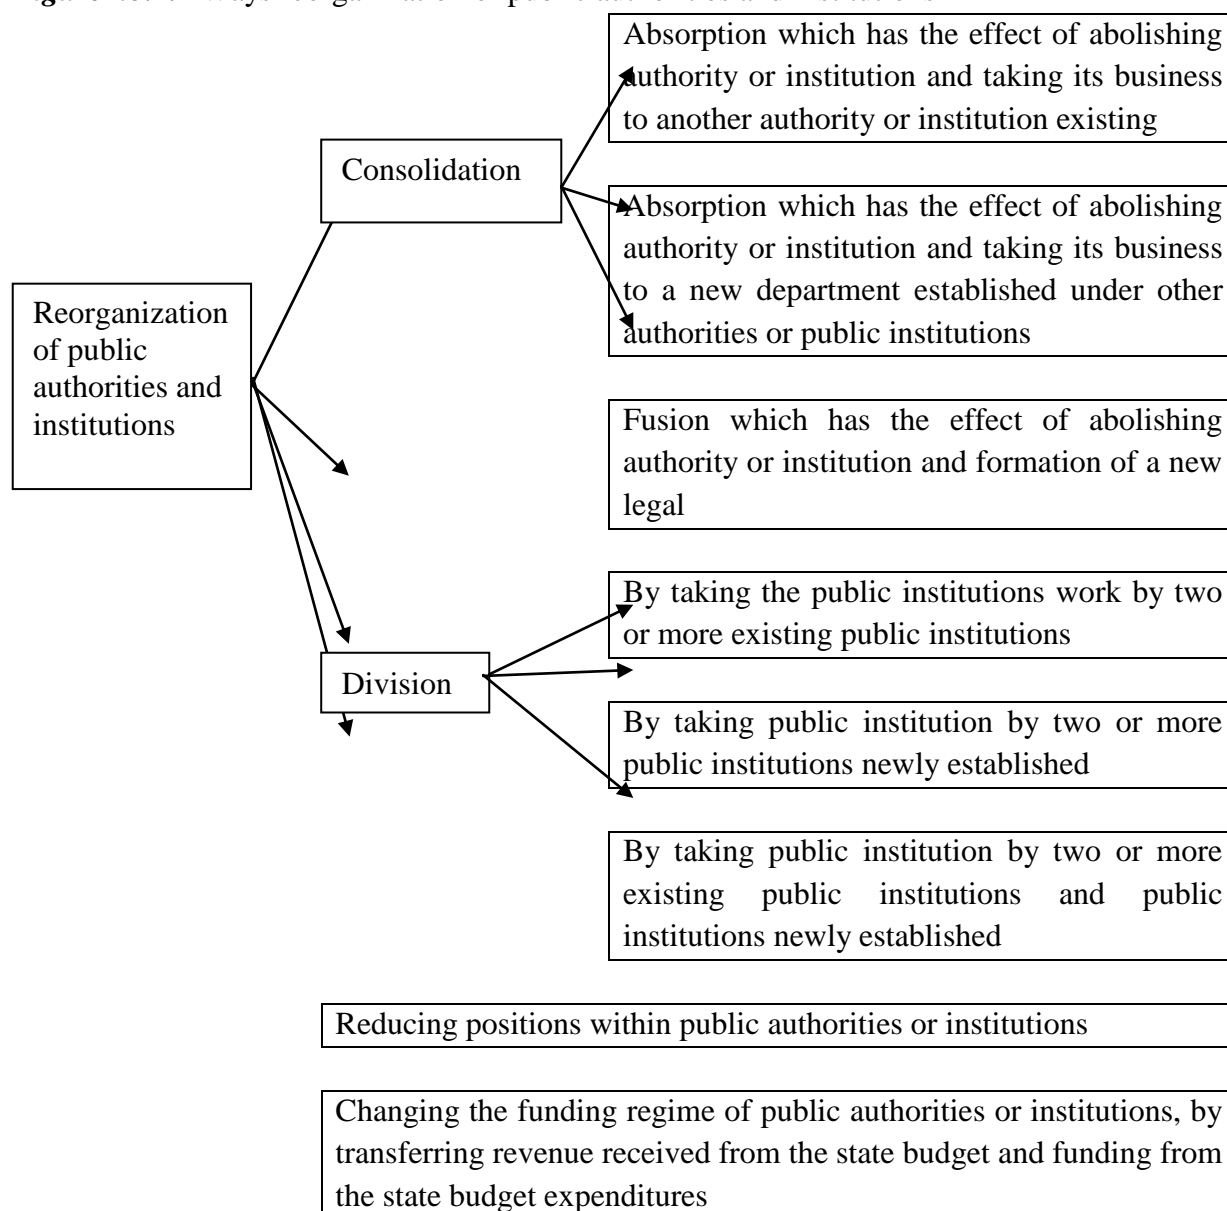 Ways reorganization of public authorities and institutions
Absorption which has the effect of abolishing
authority or institution and taking its business
to another authority or institution existing
Consolidation
Absorption which has the effect of abolishing
authority or institution and taking its business
to a new department established under other
authorities or public institutions
Reorganization
of public
authorities and
institutions
Fusion which has the effect of abolishing
authority or institution and formation of a new
legal
By taking the public institutions work by two
or more existing public institutions
Division
By taking public institution by two or more
public institutions newly established
By taking public institution by two or more
existing public institutions and public
institutions newly established
Reducing positions within public authorities or institutions
Changing the funding regime of public authorities or institutions, by
transferring revenue received from the state budget and funding from
the state budget expenditures